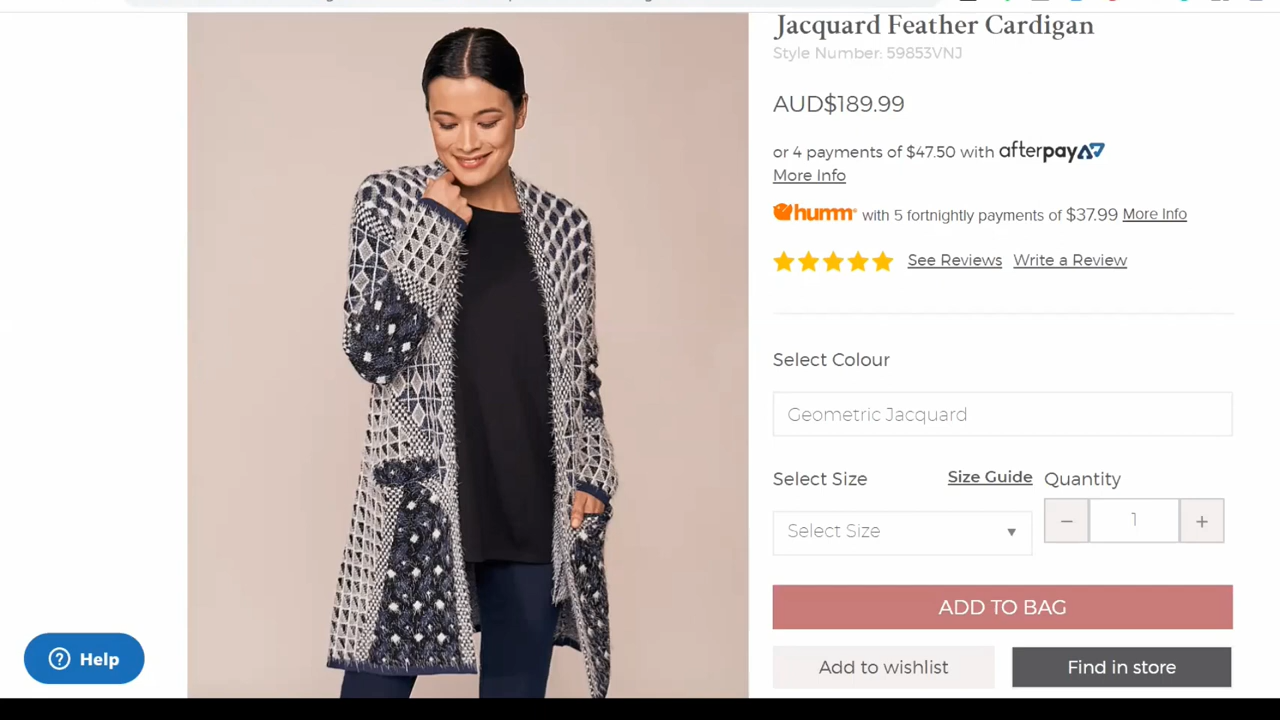 Jacquard Feather Cardigan
Style Number: 59853VNJ
AUD$189.99
or 4 payments of $47.50 with afterpay
More Info
humm with 5 fortnightly payments of $37.99 More Info
See Reviews Write a Review
Select Colour
Geometric Jacquard
Select Size Size Guide Quantity
Select Size − 1 +
ADD TO BAG
Add to wishlist Find in store
? Help